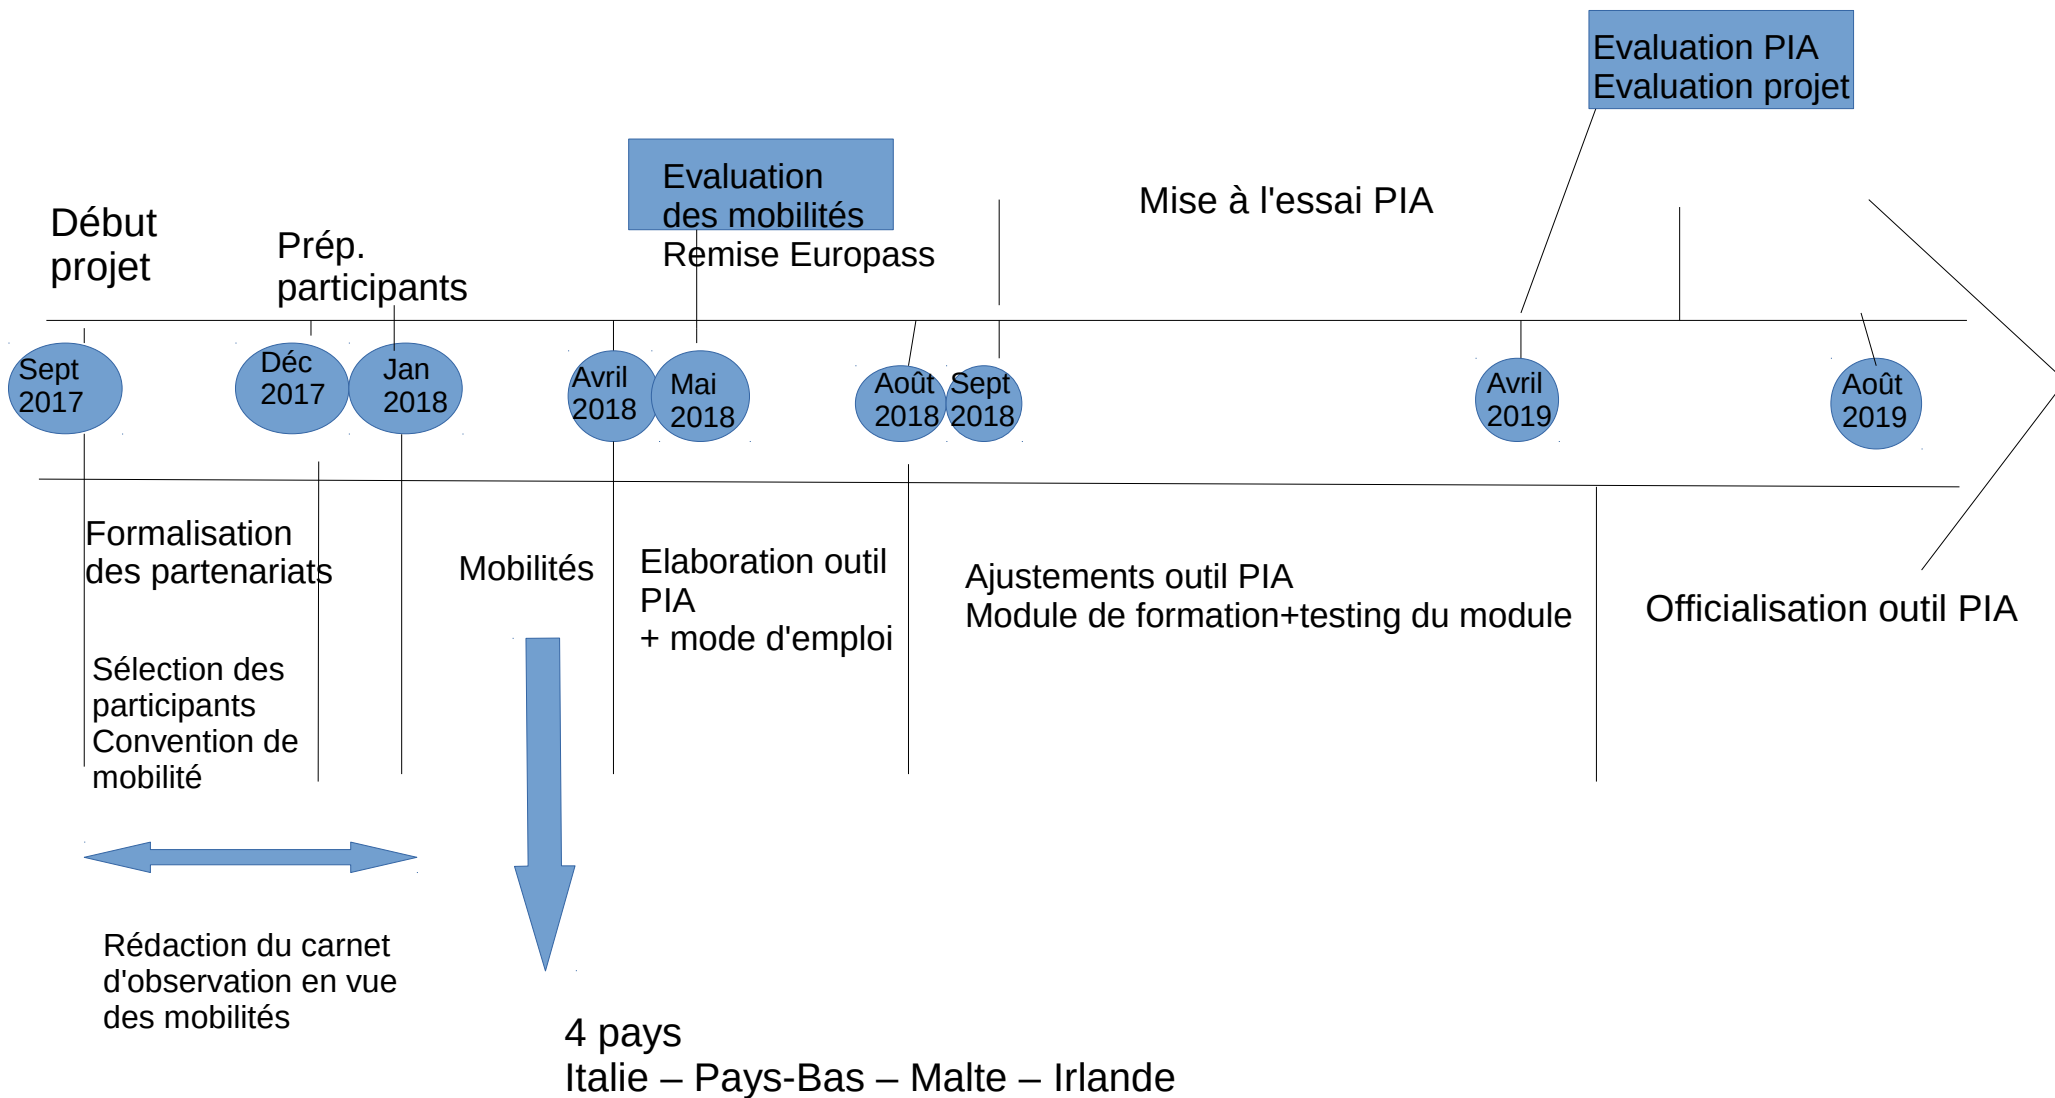 Evaluation PIA
Evaluation projet
Evaluation
des mobilités
Remise Europass
Mise à l'essai PIA
Début
projet
Prép.
participants
Sept
2017
Déc
2017
Jan
2018
Avril
2018
Mai
2018
Août
2018
Sept
2018
Avril
2019
Août
2019
Formalisation
des partenariats
Sélection des
participants
Convention de
mobilité
Mobilités
Elaboration outil
PIA
+ mode d'emploi
Ajustements outil PIA
Module de formation+testing du module
Officialisation outil PIA
Rédaction du carnet
d'observation en vue
des mobilités
4 pays
Italie – Pays-Bas – Malte – Irlande